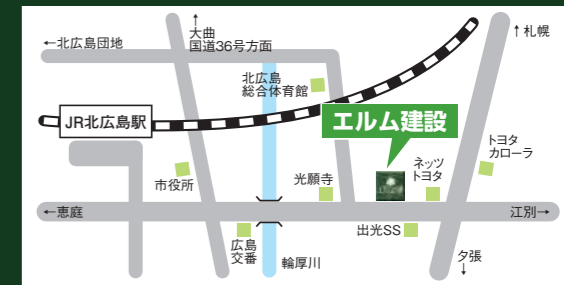 ←北広島団地
↑
大曲
国道36号方面
↑札幌
北広島
総合体育館
JR北広島駅
エルム建設
トヨタ
カローラ
ネッツ
トヨタ
市役所
光願寺
←恵庭
江別→
広島
交番
輪厚川
出光SS
夕張
↓